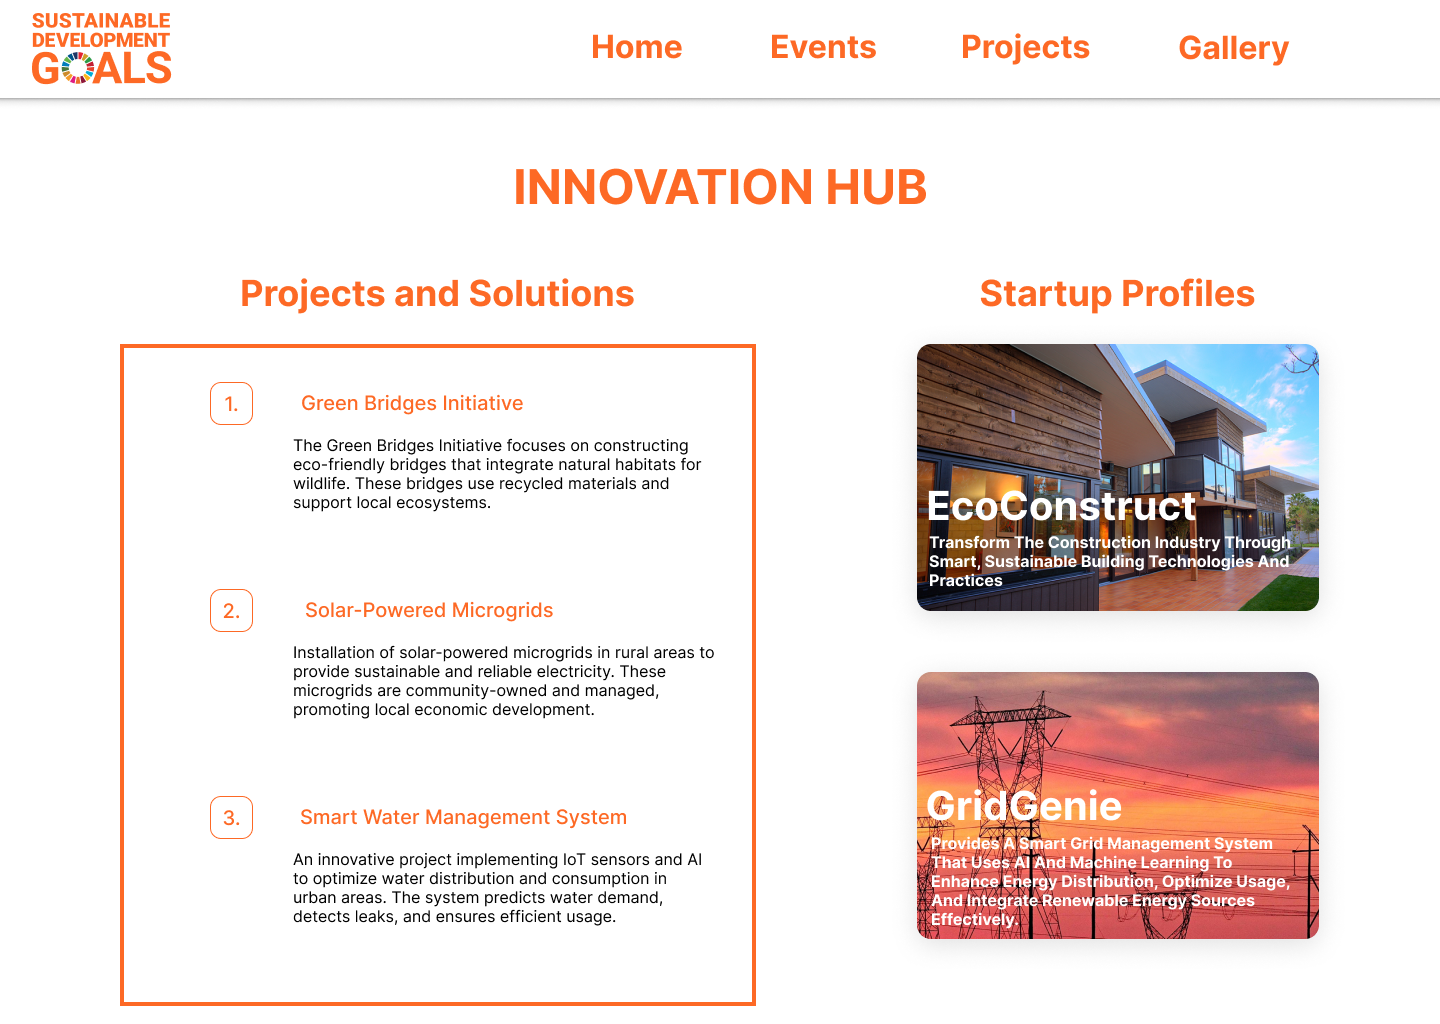 SUSTAINABLE
DEVELOPMENT
GOALS
Home
Events
Projects
Gallery
INNOVATION HUB
Projects and Solutions
1.
Green Bridges Initiative
The Green Bridges Initiative focuses on constructing
eco-friendly bridges that integrate natural habitats for
wildlife. These bridges use recycled materials and
support local ecosystems.
2.
Solar-Powered Microgrids
Installation of solar-powered microgrids in rural areas to
provide sustainable and reliable electricity. These
microgrids are community-owned and managed,
promoting local economic development.
3.
Smart Water Management System
An innovative project implementing IoT sensors and AI
to optimize water distribution and consumption in
urban areas. The system predicts water demand,
detects leaks, and ensures efficient usage.
Startup Profiles
EcoConstruct
Transform The Construction Industry Through
Smart, Sustainable Building Technologies And
Practices
GridGenie
Provides A Smart Grid Management System
That Uses AI And Machine Learning To
Enhance Energy Distribution, Optimize Usage,
And Integrate Renewable Energy Sources
Effectively.